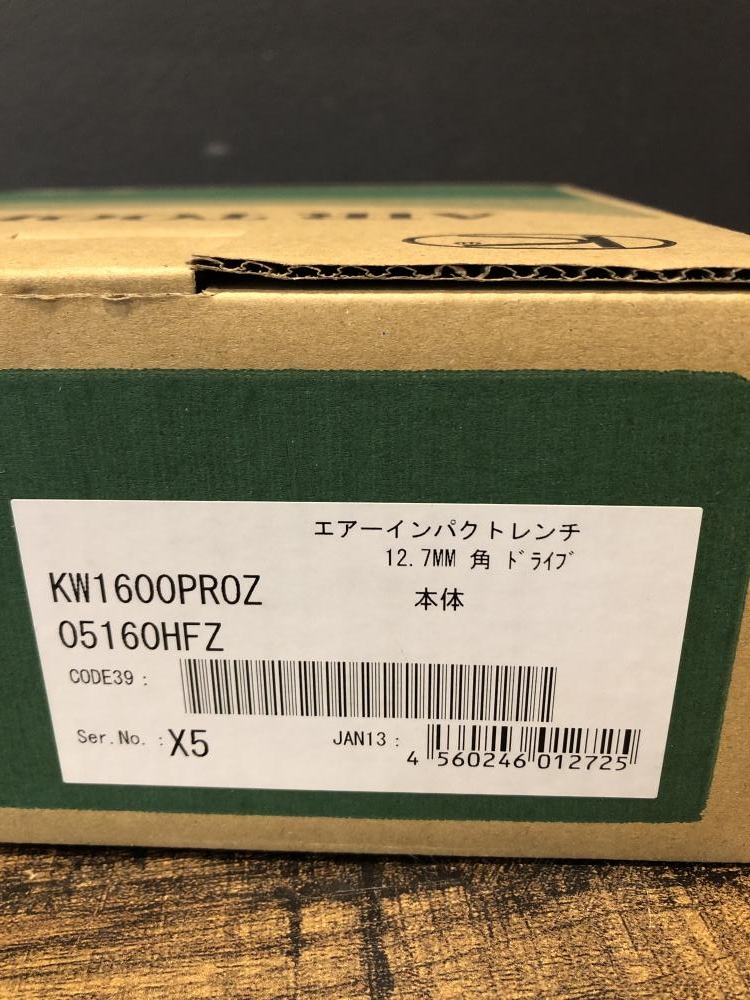 エアーインパクトレンチ
12.7MM 角 ﾄﾞﾗｲﾌﾞ
KW1600PROZ
本体
05160HFZ
CODE39 :
Ser.No. : X5
JAN13 :
4 560246 012725